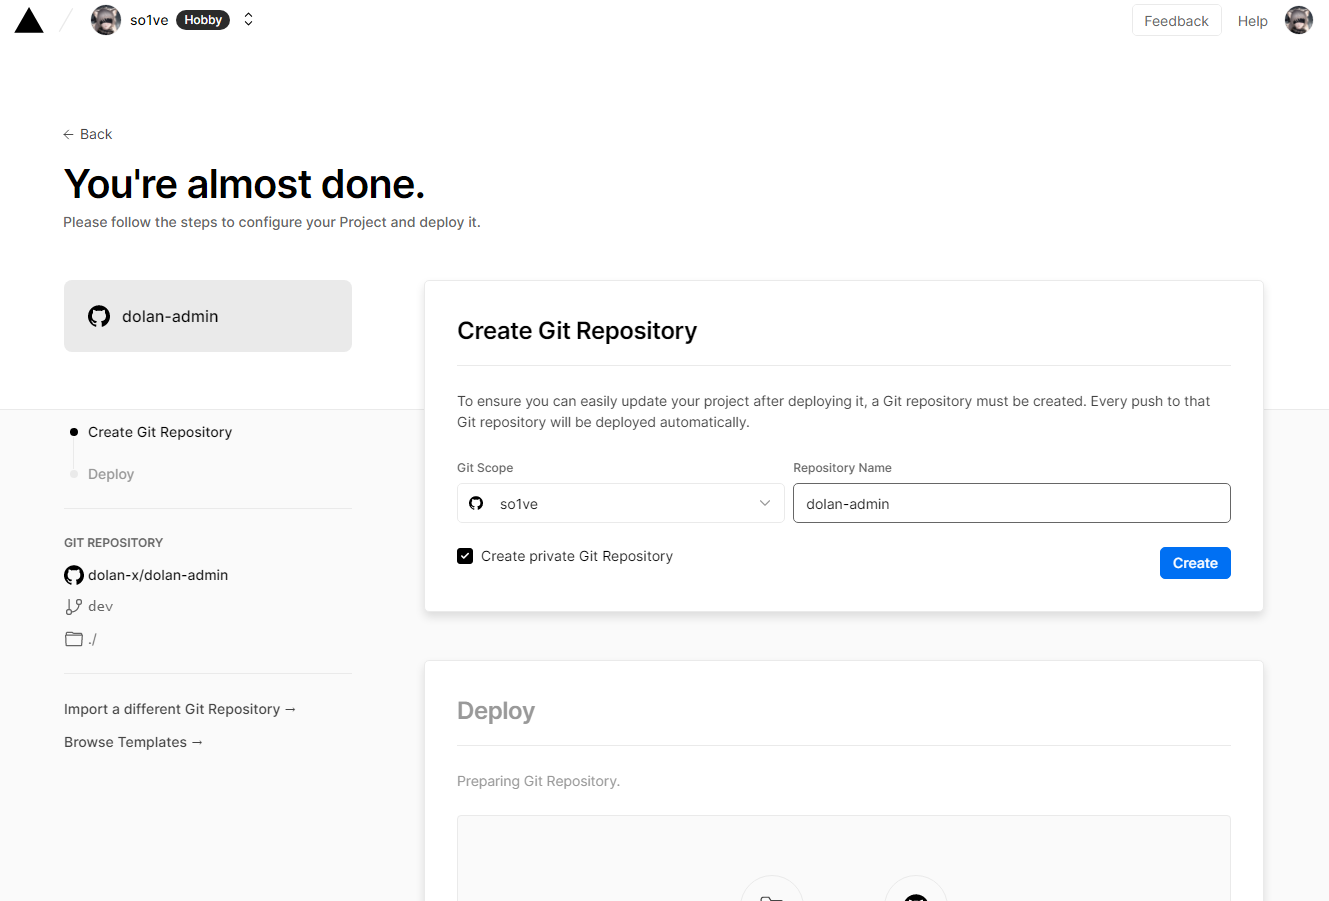 so1ve Hobby
Feedback Help
← Back
You're almost done.
Please follow the steps to configure your Project and deploy it.
dolan-admin
Create Git Repository
Deploy
GIT REPOSITORY
dolan-x/dolan-admin
dev
./
Import a different Git Repository →
Browse Templates →
Create Git Repository
To ensure you can easily update your project after deploying it, a Git repository must be created. Every push to that
Git repository will be deployed automatically.
Git Scope Repository Name
so1ve dolan-admin
Create private Git Repository
Create
Deploy
Preparing Git Repository.